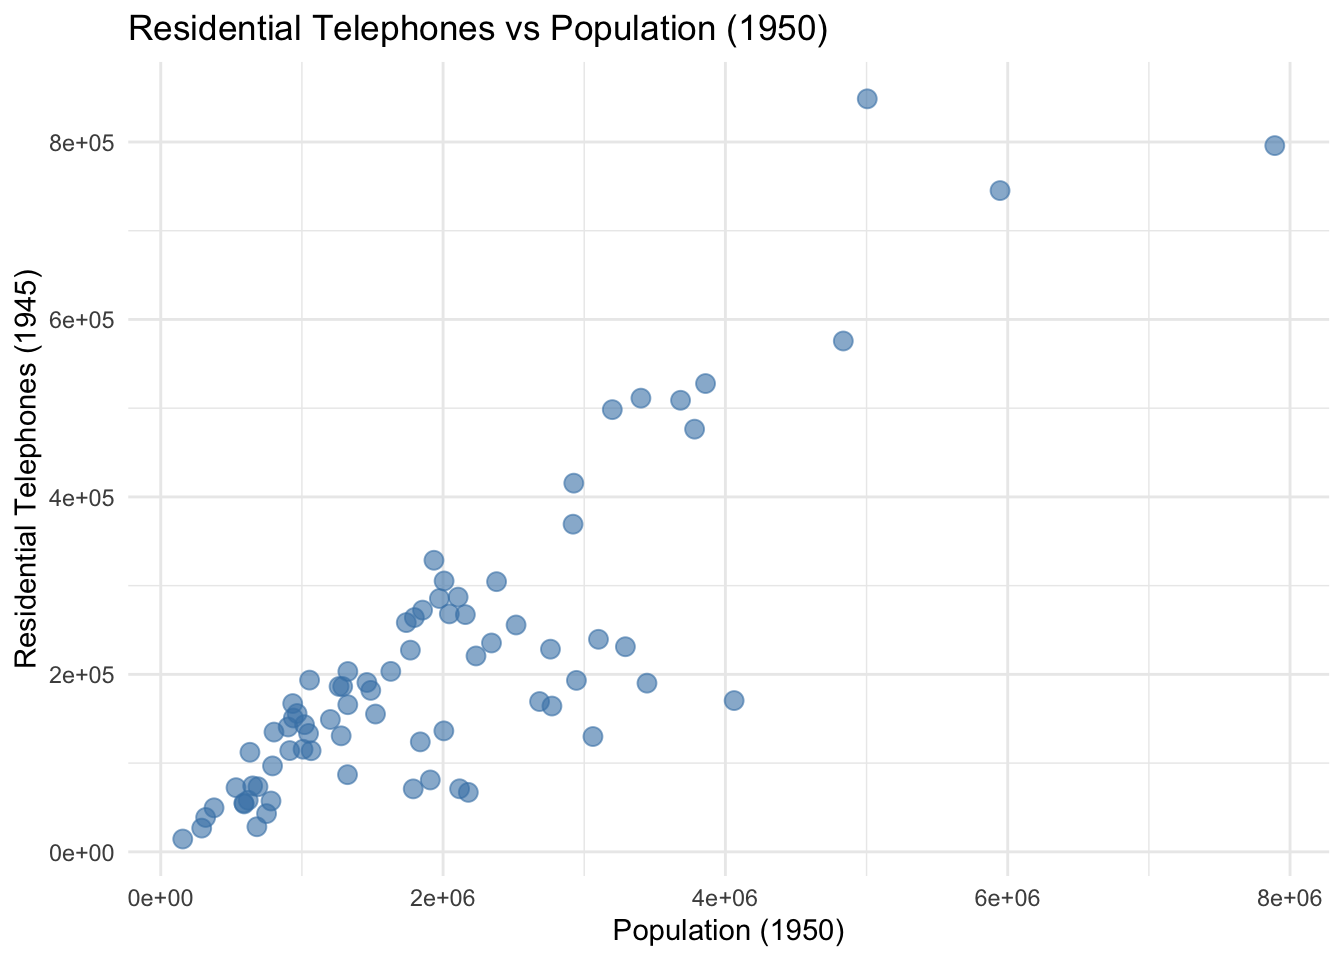 Residential Telephones vs Population (1950)
Residential Telephones (1945)
8e+05
6e+05
4e+05
2e+05
0e+00
0e+00 2e+06 4e+06 6e+06 8e+06
Population (1950)